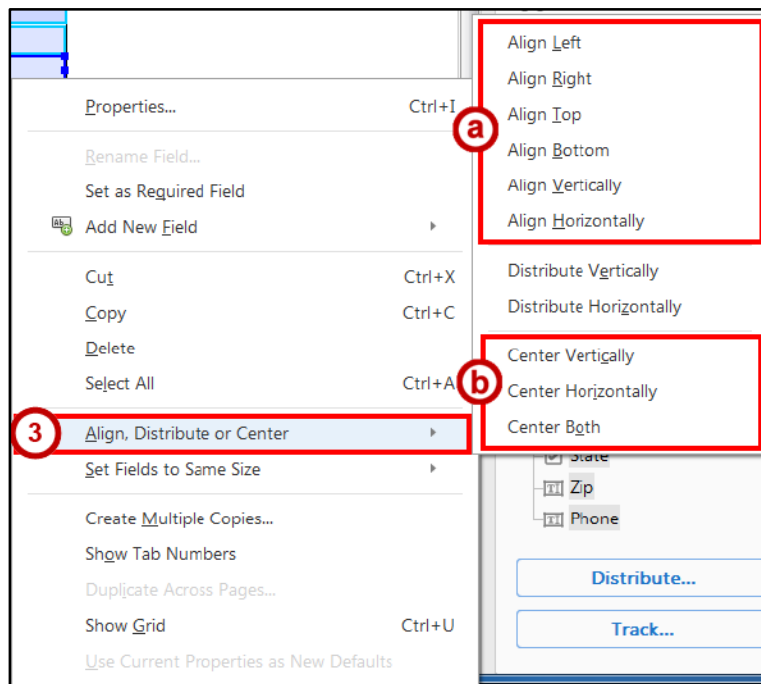 Properties... Ctrl+I
Rename Field...
Set as Required Field
Add New Field
Cut Ctrl+X
Copy Ctrl+C
Delete
Select All Ctrl+A
3 Align, Distribute or Center
Set Fields to Same Size
Create Multiple Copies...
Show Tab Numbers
Duplicate Across Pages...
Show Grid Ctrl+U
Use Current Properties as New Defaults
a
Align Left
Align Right
Align Top
Align Bottom
Align Vertically
Align Horizontally
Distribute Vertically
Distribute Horizontally
b
Center Vertically
Center Horizontally
Center Both
State
Zip
Phone
Distribute...
Track...